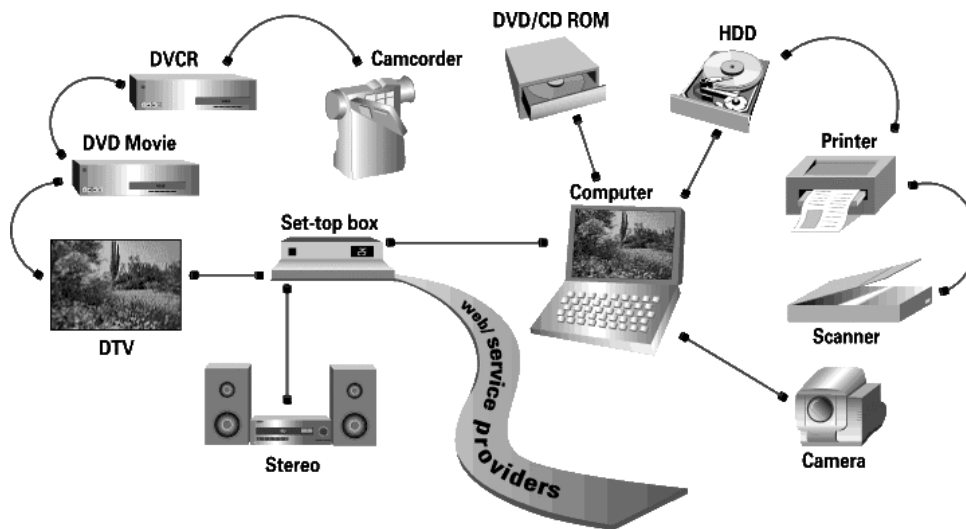 DVD/CD ROM
DVCR
Camcorder
HDD
DVD Movie
Printer
Computer
Set-top box
25
web/service providers
DTV
Scanner
Stereo
Camera